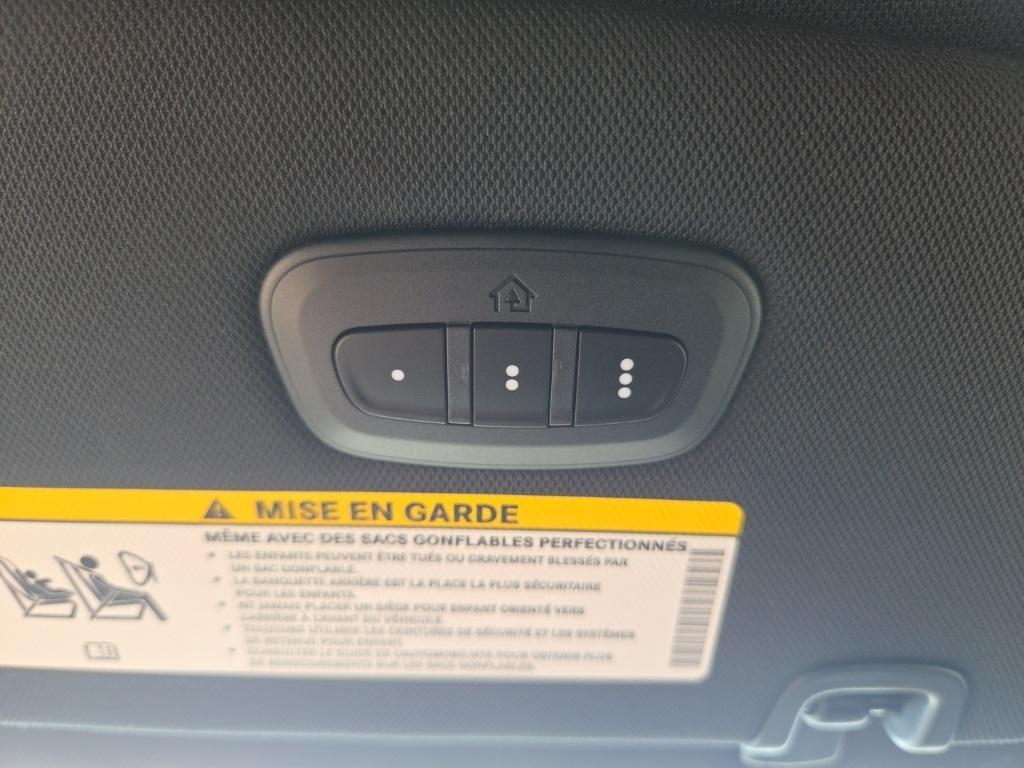 MISE EN GARDE
MÊME AVEC DES SACS GONFLABLES PERFECTIONNÉS
• LES ENFANTS PEUVENT ÊTRE TUÉS OU GRAVEMENT BLESSÉS PAR
UN SAC GONFLABLE.
• LA BANQUETTE ARRIÈRE EST LA PLACE LA PLUS SÉCURITAIRE
POUR LES ENFANTS.
• NE JAMAIS PLACER UN SIÈGE POUR ENFANT ORIENTÉ VERS
L'ARRIÈRE À L'AVANT DU VÉHICULE.
• TOUJOURS UTILISER LES CEINTURES DE SÉCURITÉ ET LES SYSTÈMES
DE RETENUE POUR ENFANT.
• CONSULTER LE GUIDE DE L'AUTOMOBILISTE POUR OBTENIR PLUS
DE RENSEIGNEMENTS SUR LES SACS GONFLABLES.